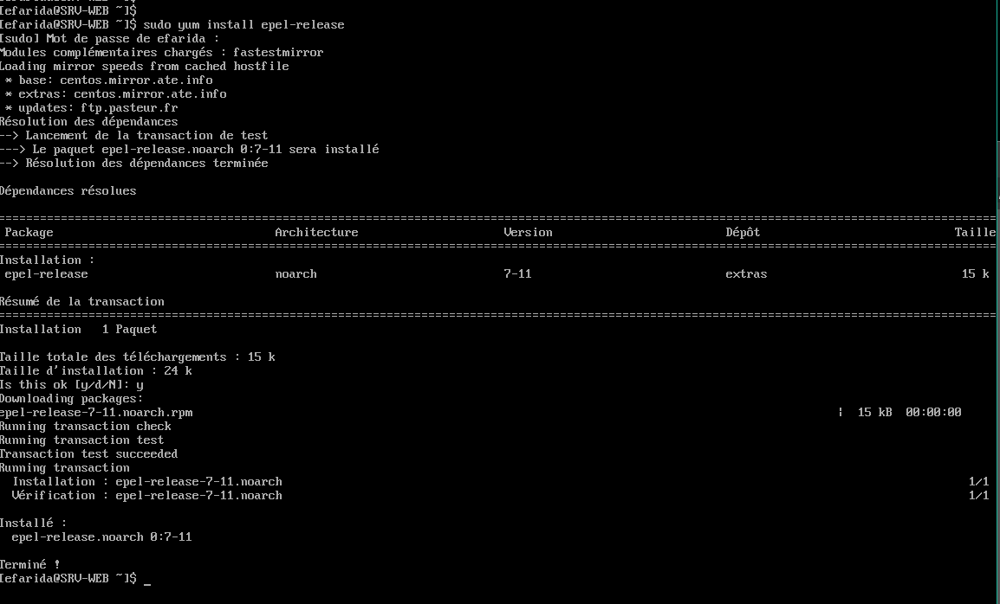 [efarida@SRV-WEB ~]$
[efarida@SRV-WEB ~]$ sudo yum install epel-release
[sudo] Mot de passe de efarida :
Modules complémentaires chargés : fastestmirror
Loading mirror speeds from cached hostfile
 * base: centos.mirror.ate.info
 * extras: centos.mirror.ate.info
 * updates: ftp.pasteur.fr
Résolution des dépendances
--> Lancement de la transaction de test
---> Le paquet epel-release.noarch 0:7-11 sera installé
--> Résolution des dépendances terminée
Dépendances résolues
================================================================================
Package Architecture Version Dépôt Taille
================================================================================
Installation :
epel-release noarch 7-11 extras 15 k
Résumé de la transaction
================================================================================
Installation   1 Paquet
Taille totale des téléchargements : 15 k
Taille d'installation : 24 k
Is this ok [y/d/N]: y
Downloading packages:
epel-release-7-11.noarch.rpm | 15 kB 00:00:00
Running transaction check
Running transaction test
Transaction test succeeded
Running transaction
  Installation : epel-release-7-11.noarch 1/1
  Vérification : epel-release-7-11.noarch 1/1
Installé :
  epel-release.noarch 0:7-11
Terminé !
[efarida@SRV-WEB ~]$ _